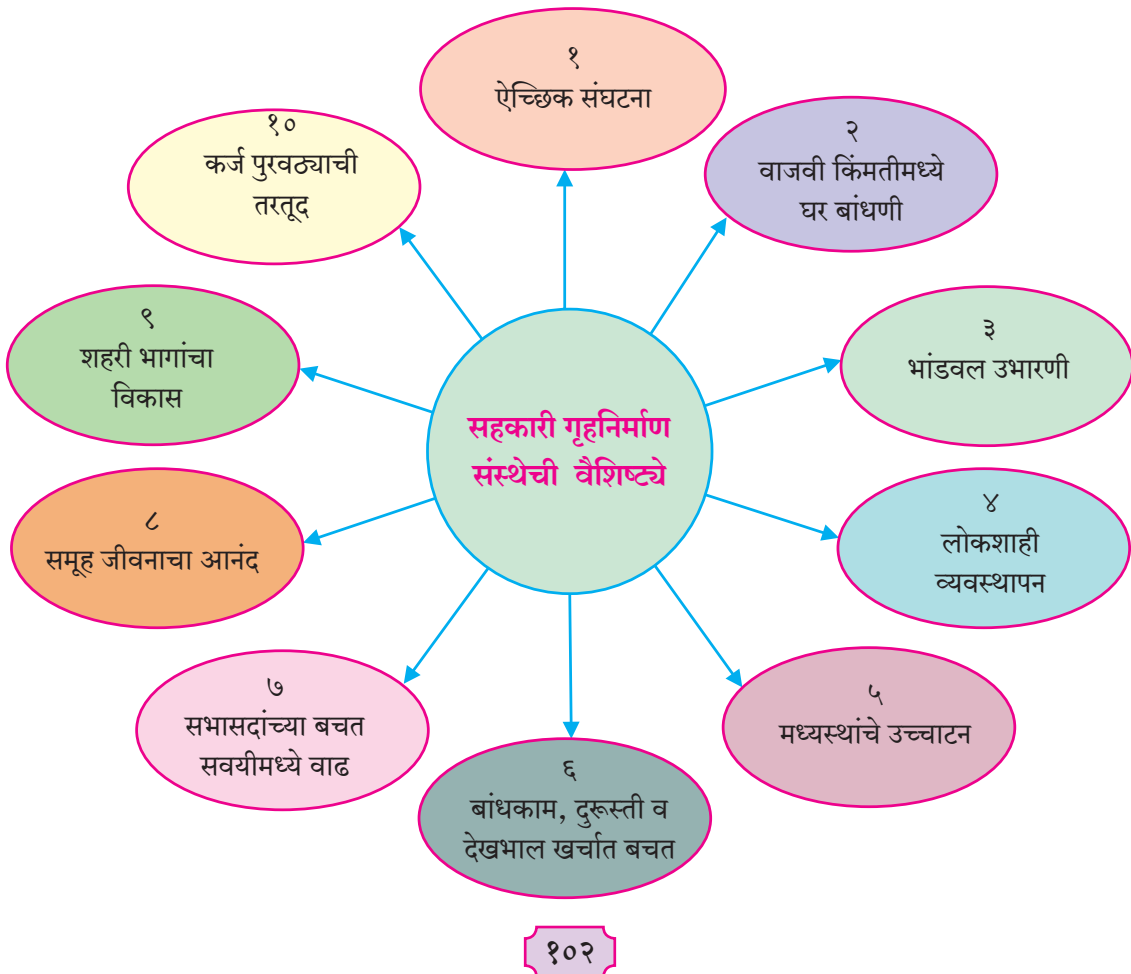 १
ऐच्छिक संघटना
२
वाजवी किंमतीमध्ये
घर बांधणी
३
भांडवल उभारणी
४
लोकशाही
व्यवस्थापन
५
मध्यस्थांचे उच्चाटन
६
बांधकाम, दुरूस्ती व
देखभाल खर्चात बचत
७
सभासदांच्या बचत
सवयीमध्ये वाढ
८
समूह जीवनाचा आनंद
९
शहरी भागांचा
विकास
१०
कर्ज पुरवठ्याची
तरतूद
सहकारी गृहनिर्माण
संस्थेची वैशिष्ट्ये
१०२